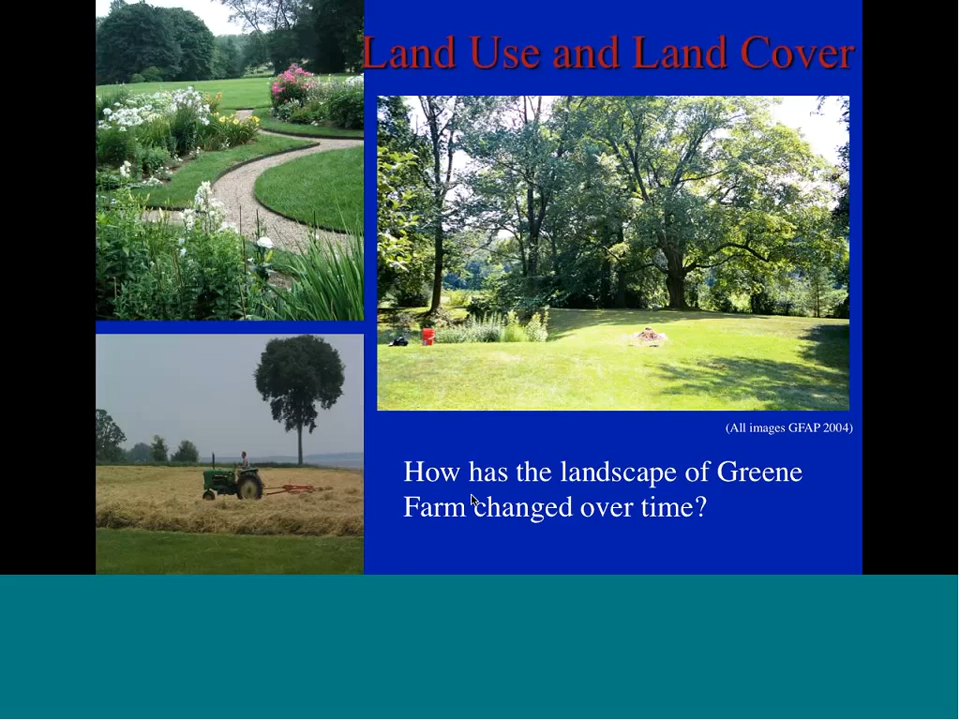 Land Use and Land Cover
(All images GFAP 2004)
How has the landscape of Greene
Farm changed over time?